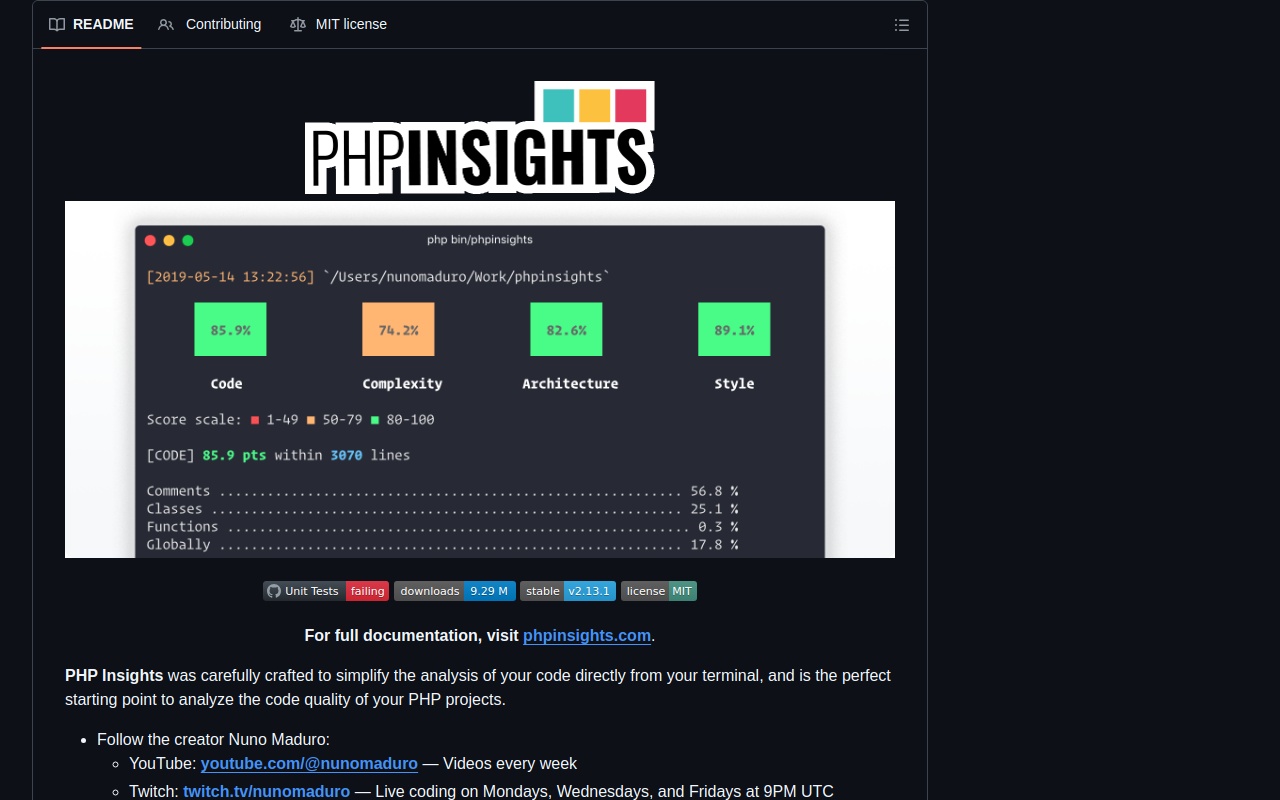 README
Contributing
MIT license
PHPINSIGHTS
php bin/phpinsights
[2019-05-14 13:22:56] `/Users/nunomaduro/Work/phpinsights`
85.9% 74.2% 82.6% 89.1%
Code Complexity Architecture Style
Score scale: 1-49 50-79 80-100
[CODE] 85.9 pts within 3070 lines
Comments .......................................................... 56.8 %
Classes ........................................................... 25.1 %
Functions .......................................................... 0.3 %
Globally .......................................................... 17.8 %
Unit Tests failing downloads 9.29 M stable v2.13.1 license MIT
For full documentation, visit phpinsights.com.
PHP Insights was carefully crafted to simplify the analysis of your code directly from your terminal, and is the perfect
starting point to analyze the code quality of your PHP projects.
Follow the creator Nuno Maduro:
YouTube: youtube.com/@nunomaduro — Videos every week
Twitch: twitch.tv/nunomaduro — Live coding on Mondays, Wednesdays, and Fridays at 9PM UTC